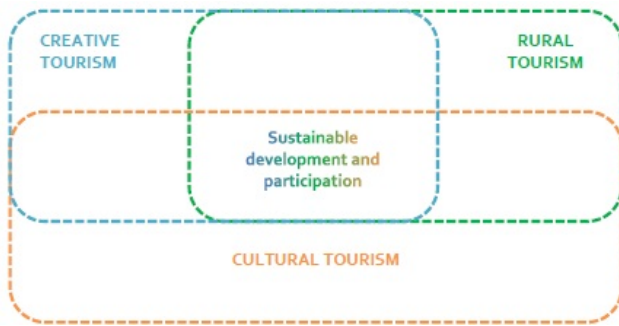 CREATIVE
TOURISM
RURAL
TOURISM
Sustainable
development and
participation
CULTURAL TOURISM